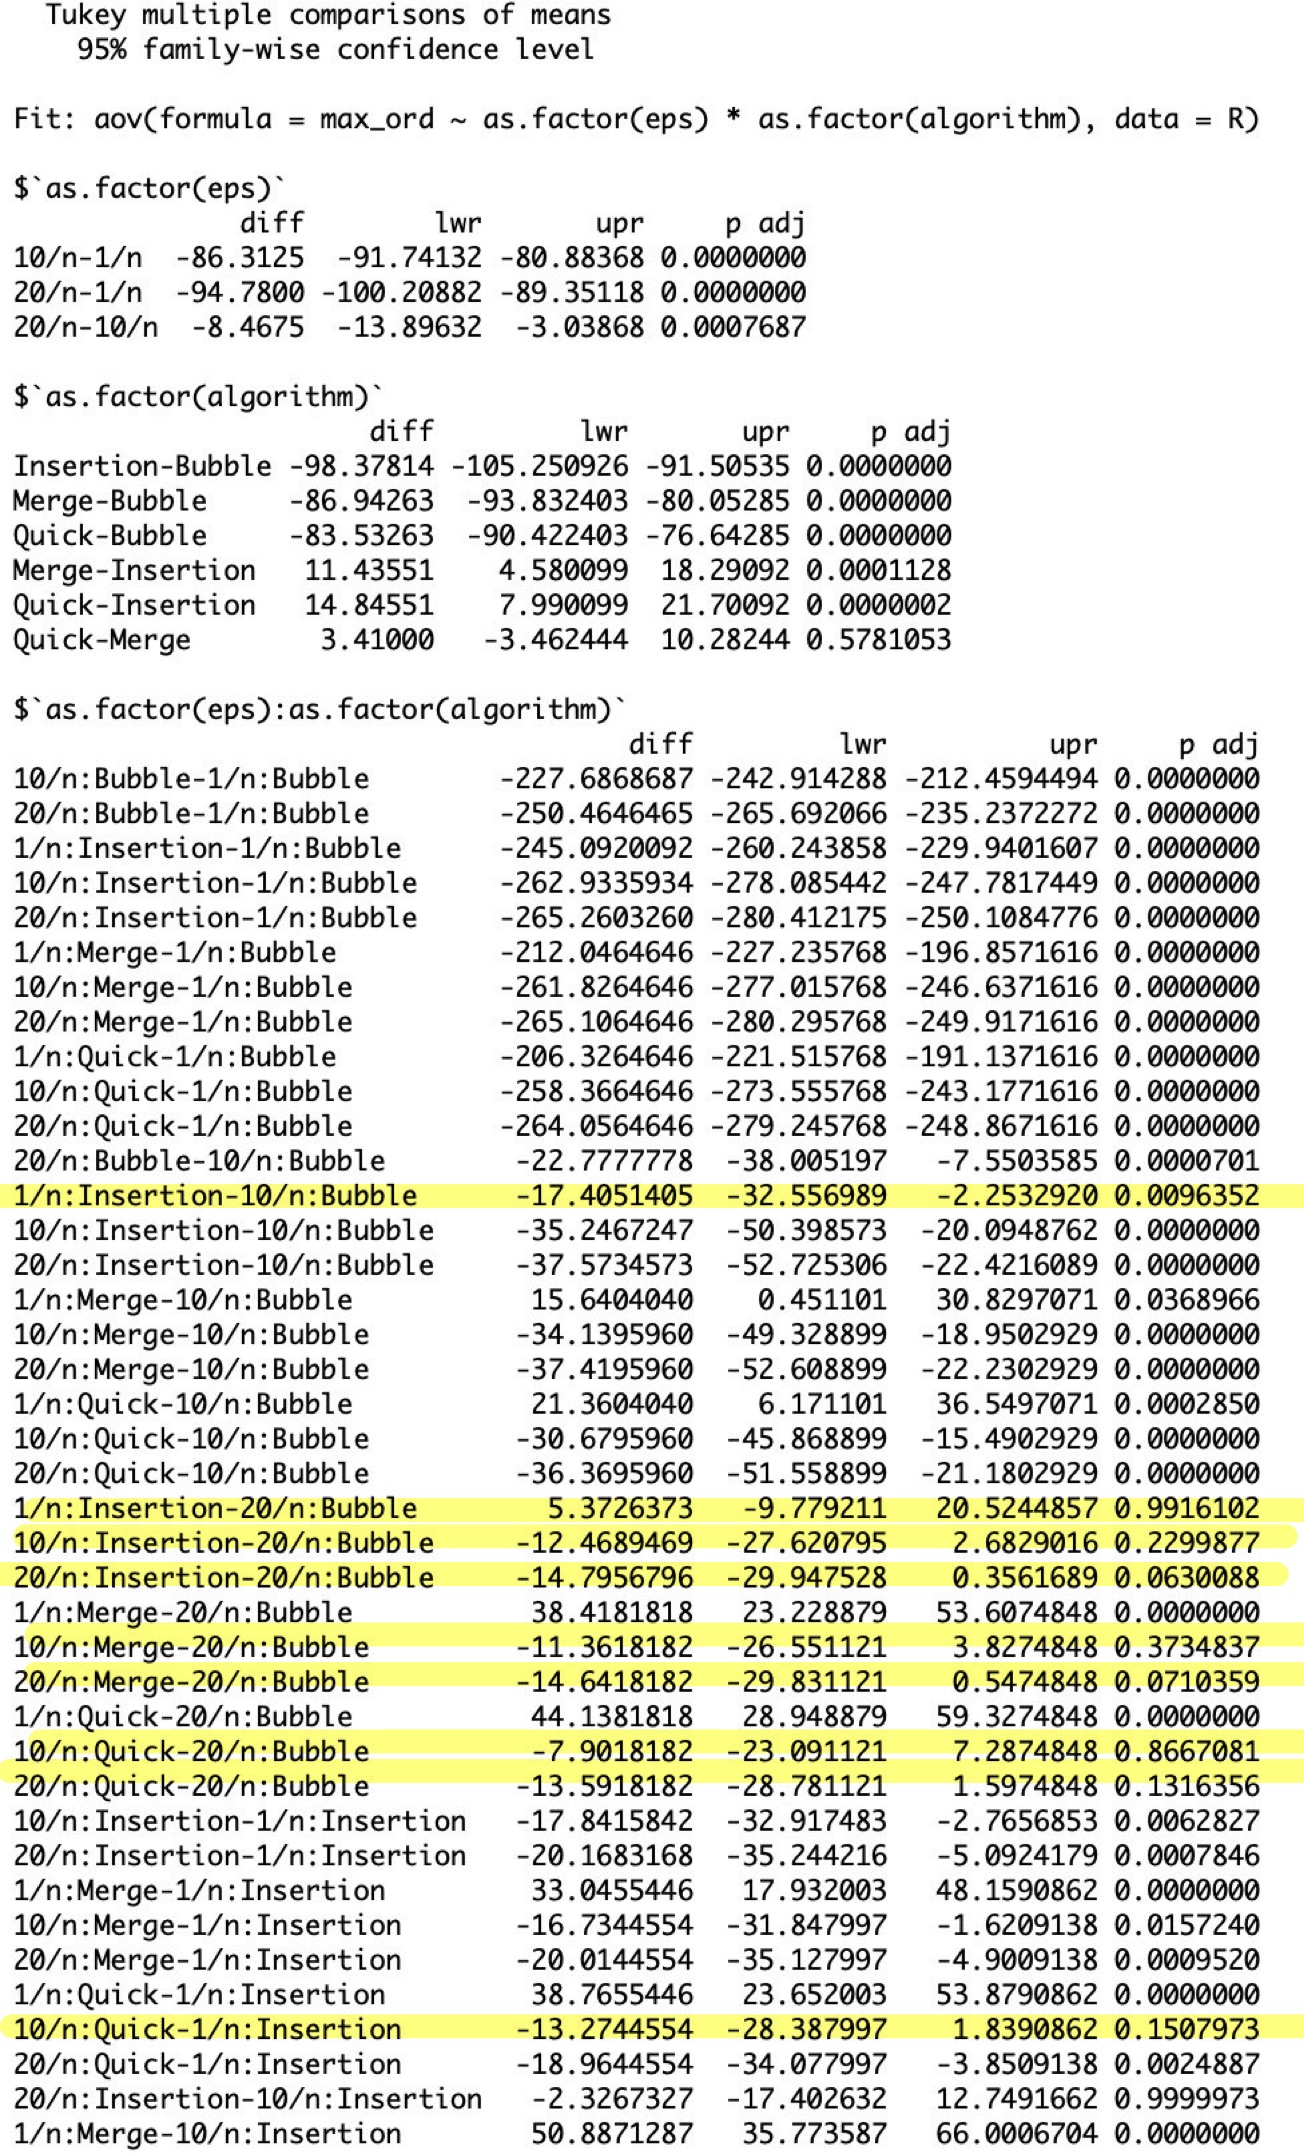 Tukey multiple comparisons of means
95% family-wise confidence level
Fit: aov(formula = max_ord ~ as.factor(eps) * as.factor(algorithm), data = R)
$`as.factor(eps)`
diff lwr upr p adj
10/n-1/n -86.3125 -91.74132 -80.88368 0.0000000
20/n-1/n -94.7800 -100.20882 -89.35118 0.0000000
20/n-10/n -8.4675 -13.89632 -3.03868 0.0007687
$`as.factor(algorithm)`
diff lwr upr p adj
Insertion-Bubble -98.37814 -105.250926 -91.50535 0.0000000
Merge-Bubble -86.94263 -93.832403 -80.05285 0.0000000
Quick-Bubble -83.53263 -90.422403 -76.64285 0.0000000
Merge-Insertion 11.43551 4.580099 18.29092 0.0001128
Quick-Insertion 14.84551 7.990099 21.70092 0.0000002
Quick-Merge 3.41000 -3.462444 10.28244 0.5781053
$`as.factor(eps):as.factor(algorithm)`
diff lwr upr p adj
10/n:Bubble-1/n:Bubble -227.6868687 -242.914288 -212.4594494 0.0000000
20/n:Bubble-1/n:Bubble -250.4646465 -265.692066 -235.2372272 0.0000000
1/n:Insertion-1/n:Bubble -245.0920092 -260.243858 -229.9401607 0.0000000
10/n:Insertion-1/n:Bubble -262.9335934 -278.085442 -247.7817449 0.0000000
20/n:Insertion-1/n:Bubble -265.2603260 -280.412175 -250.1084776 0.0000000
1/n:Merge-1/n:Bubble -212.0464646 -227.235768 -196.8571616 0.0000000
10/n:Merge-1/n:Bubble -261.8264646 -277.015768 -246.6371616 0.0000000
20/n:Merge-1/n:Bubble -265.1064646 -280.295768 -249.9171616 0.0000000
1/n:Quick-1/n:Bubble -206.3264646 -221.515768 -191.1371616 0.0000000
10/n:Quick-1/n:Bubble -258.3664646 -273.555768 -243.1771616 0.0000000
20/n:Quick-1/n:Bubble -264.0564646 -279.245768 -248.8671616 0.0000000
20/n:Bubble-10/n:Bubble -22.7777778 -38.005197 -7.5503585 0.0000701
1/n:Insertion-10/n:Bubble -17.4051405 -32.556989 -2.2532920 0.0096352
10/n:Insertion-10/n:Bubble -35.2467247 -50.398573 -20.0948762 0.0000000
20/n:Insertion-10/n:Bubble -37.5734573 -52.725306 -22.4216089 0.0000000
1/n:Merge-10/n:Bubble 15.6404040 0.451101 30.8297071 0.0368966
10/n:Merge-10/n:Bubble -34.1395960 -49.328899 -18.9502929 0.0000000
20/n:Merge-10/n:Bubble -37.4195960 -52.608899 -22.2302929 0.0000000
1/n:Quick-10/n:Bubble 21.3604040 6.171101 36.5497071 0.0002850
10/n:Quick-10/n:Bubble -30.6795960 -45.868899 -15.4902929 0.0000000
20/n:Quick-10/n:Bubble -36.3695960 -51.558899 -21.1802929 0.0000000
1/n:Insertion-20/n:Bubble 5.3726373 -9.779211 20.5244857 0.9916102
10/n:Insertion-20/n:Bubble -12.4689469 -27.620795 2.6829016 0.2299877
20/n:Insertion-20/n:Bubble -14.7956796 -29.947528 0.3561689 0.0630088
1/n:Merge-20/n:Bubble 38.4181818 23.228879 53.6074848 0.0000000
10/n:Merge-20/n:Bubble -11.3618182 -26.551121 3.8274848 0.3734837
20/n:Merge-20/n:Bubble -14.6418182 -29.831121 0.5474848 0.0710359
1/n:Quick-20/n:Bubble 44.1381818 28.948879 59.3274848 0.0000000
10/n:Quick-20/n:Bubble -7.9018182 -23.091121 7.2874848 0.8667081
20/n:Quick-20/n:Bubble -13.5918182 -28.781121 1.5974848 0.1316356
10/n:Insertion-1/n:Insertion -17.8415842 -32.917483 -2.7656853 0.0062827
20/n:Insertion-1/n:Insertion -20.1683168 -35.244216 -5.0924179 0.0007846
1/n:Merge-1/n:Insertion 33.0455446 17.932003 48.1590862 0.0000000
10/n:Merge-1/n:Insertion -16.7344554 -31.847997 -1.6209138 0.0157240
20/n:Merge-1/n:Insertion -20.0144554 -35.127997 -4.9009138 0.0009520
1/n:Quick-1/n:Insertion 38.7655446 23.652003 53.8790862 0.0000000
10/n:Quick-1/n:Insertion -13.2744554 -28.387997 1.8390862 0.1507973
20/n:Quick-1/n:Insertion -18.9644554 -34.077997 -3.8509138 0.0024887
20/n:Insertion-10/n:Insertion -2.3267327 -17.402632 12.7491662 0.9999973
1/n:Merge-10/n:Insertion 50.8871287 35.773587 66.0006704 0.0000000